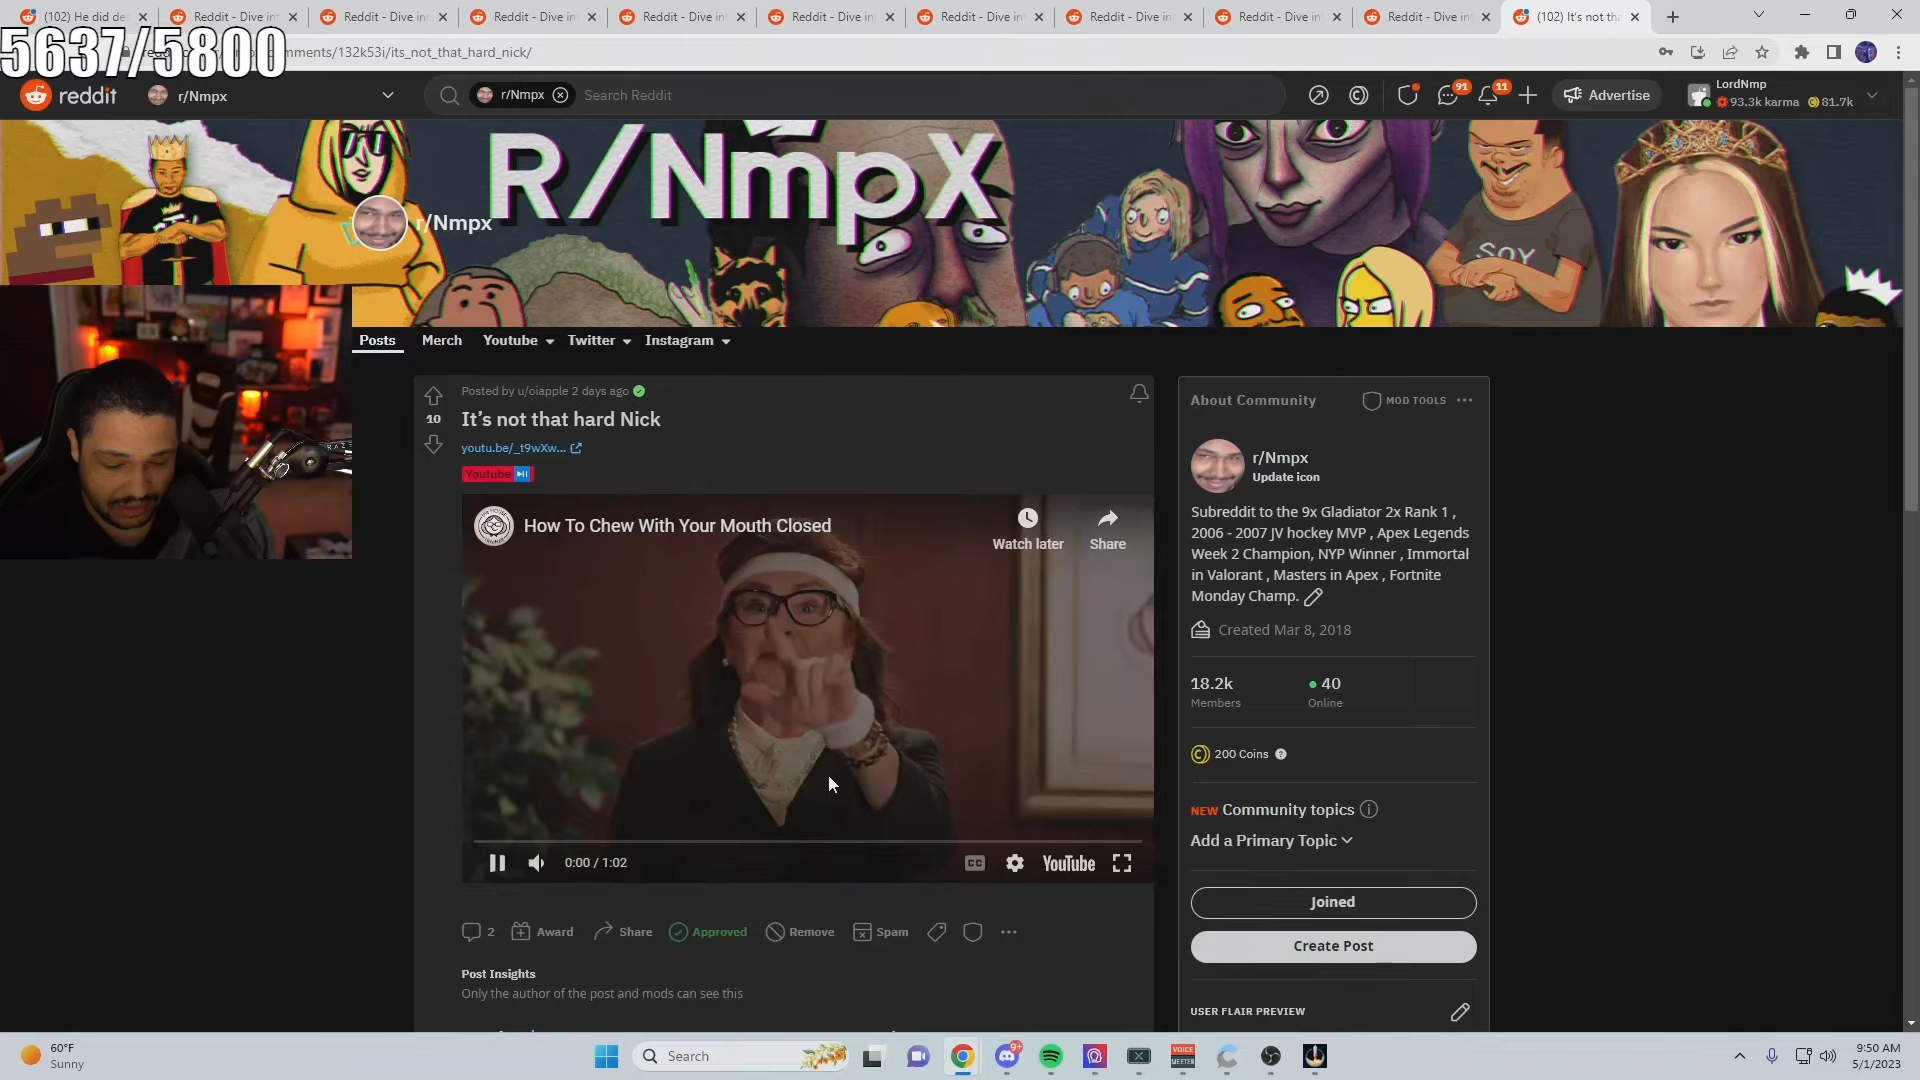 (102) He did de
Reddit - Dive in
Reddit - Dive in
Reddit - Dive in
Reddit - Dive in
Reddit - Dive in
Reddit - Dive in
Reddit - Dive in
Reddit - Dive in
Reddit - Dive in
(102) It's not th
5637/5800
mments/132k53i/its_not_that_hard_nick/
reddit
r/Nmpx
r/Nmpx
Search Reddit
91
11
Advertise
LordNmp
93.3k karma
81.7k
R/NmpX
r/Nmpx
SOY
Posts
Merch
Youtube
Twitter
Instagram
Posted by u/oiapple 2 days ago
10
It's not that hard Nick
youtu.be/_t9wXw...
Youtube
How To Chew With Your Mouth Closed
Watch later
Share
0:00 / 1:02
CC
YouTube
2
Award
Share
Approved
Remove
Spam
Post Insights
Only the author of the post and mods can see this
About Community
MOD TOOLS
r/Nmpx
Update icon
Subreddit to the 9x Gladiator 2x Rank 1 ,
2006 - 2007 JV hockey MVP , Apex Legends
Week 2 Champion, NYP Winner , Immortal
in Valorant , Masters in Apex , Fortnite
Monday Champ.
Created Mar 8, 2018
18.2k
Members
40
Online
200 Coins
NEW Community topics
Add a Primary Topic
Joined
Create Post
USER FLAIR PREVIEW
60°F
Sunny
Search
9+
VOICE
MEETER
9:50 AM
5/1/2023